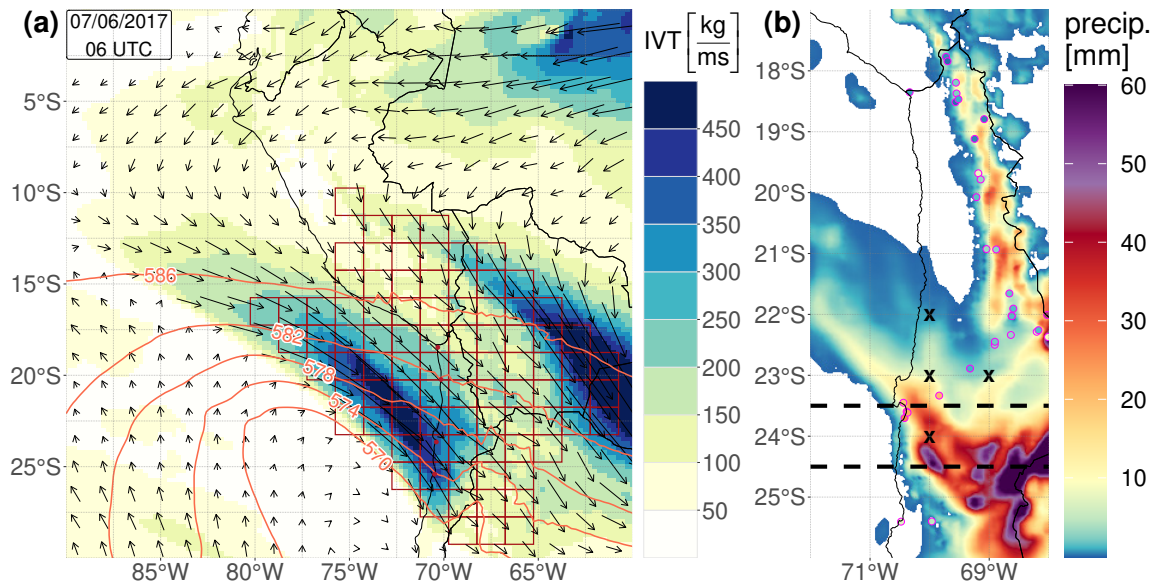 (a)
07/06/2017
06 UTC
5°S
10°S
15°S
20°S
25°S
85°W
80°W
75°W
70°W
65°W
586
582
578
574
570
IVT [kg/ms]
450
400
350
300
250
200
150
100
50
(b)
18°S
19°S
20°S
21°S
22°S
23°S
24°S
25°S
71°W
69°W
x
x x
x
precip.
[mm]
60
50
40
30
20
10